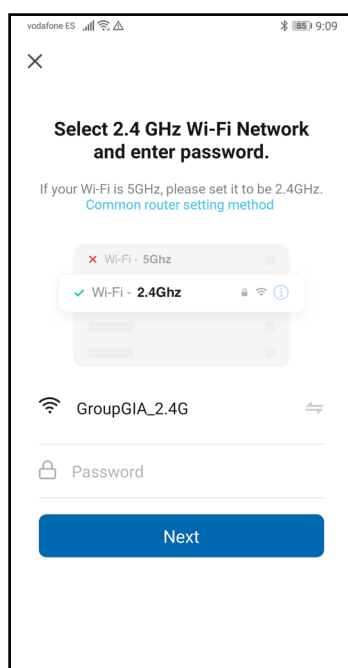 vodafone ES 85 9:09
Select 2.4 GHz Wi-Fi Network
and enter password.
If your Wi-Fi is 5GHz, please set it to be 2.4GHz.
Common router setting method
Wi-Fi - 5Ghz
Wi-Fi - 2.4Ghz
GroupGIA_2.4G
Password
Next